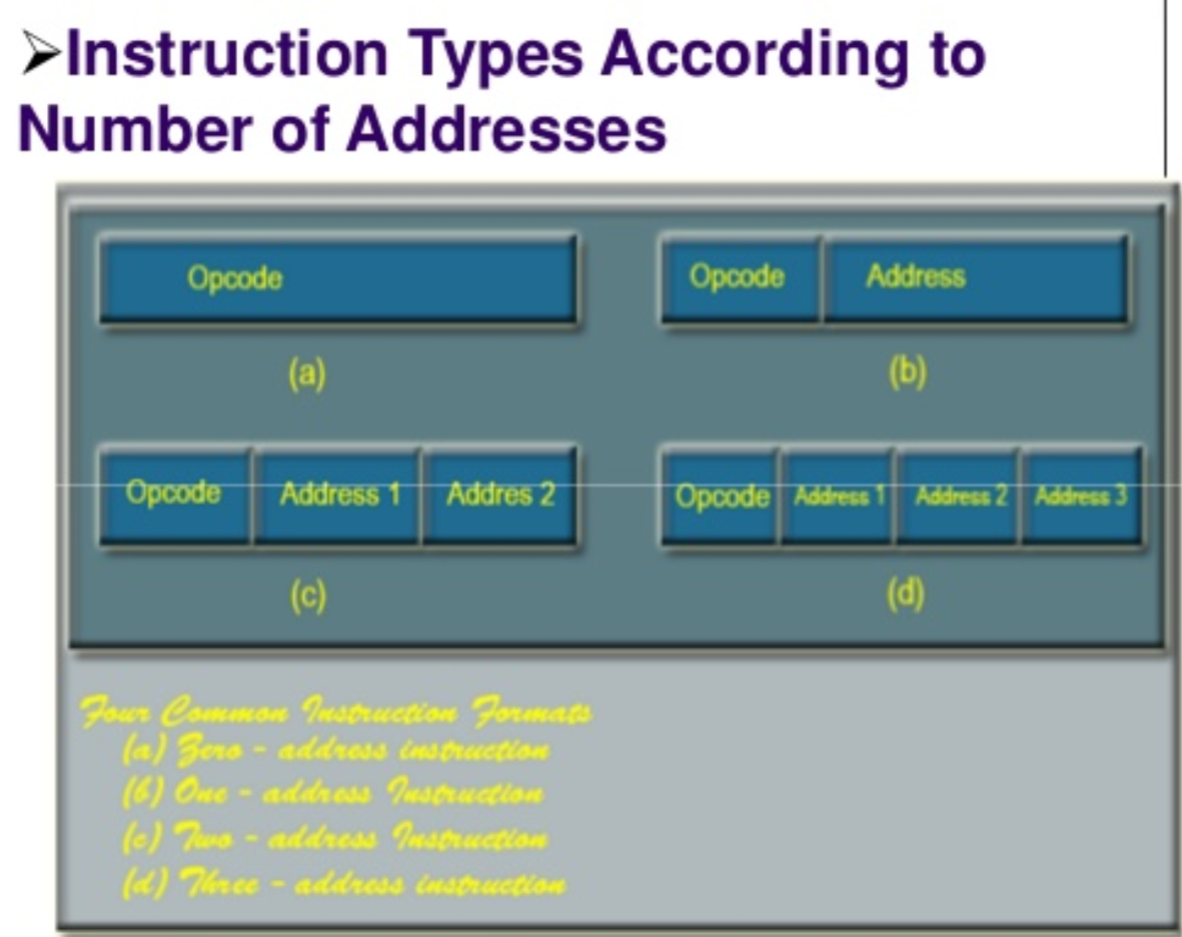 ➢Instruction Types According to
Number of Addresses
Opcode
Opcode Address
(a)
(b)
Opcode Address 1 Addres 2
Opcode Address 1 Address 2 Address 3
(c)
(d)
Four Common Instruction Formats
(a) Zero - address instruction
(b) One - address Instruction
(c) Two - address Instruction
(d) Three - address instruction